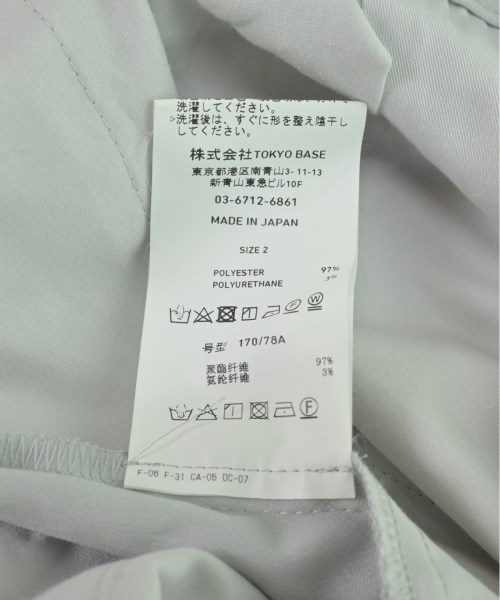 洗濯してください。
>洗濯後は、すぐに形を整え陰干し
してください。
株式会社TOKYO BASE
東京都港区南青山3-11-13
新青山東急ビル10F
03-6712-6861
MADE IN JAPAN
SIZE 2
POLYESTER 97%
POLYURETHANE
号型 170/78A
聚酯纤维 97%
氨纶纤维 3%
F-06 F-31 CA-05 DC-07